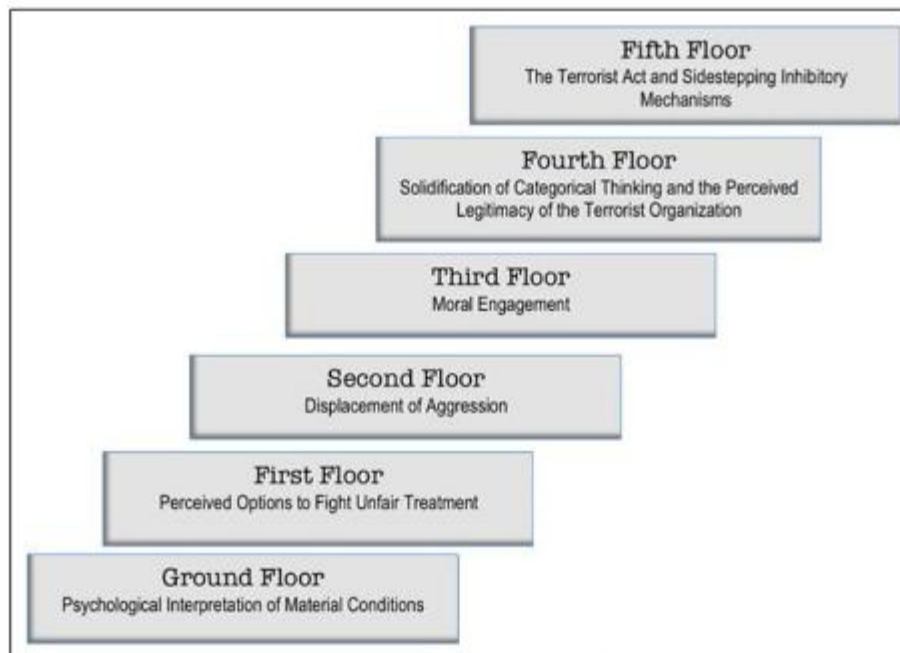 Fifth Floor
The Terrorist Act and Sidestepping Inhibitory
Mechanisms
Fourth Floor
Solidification of Categorical Thinking and the Perceived
Legitimacy of the Terrorist Organization
Third Floor
Moral Engagement
Second Floor
Displacement of Aggression
First Floor
Perceived Options to Fight Unfair Treatment
Ground Floor
Psychological Interpretation of Material Conditions